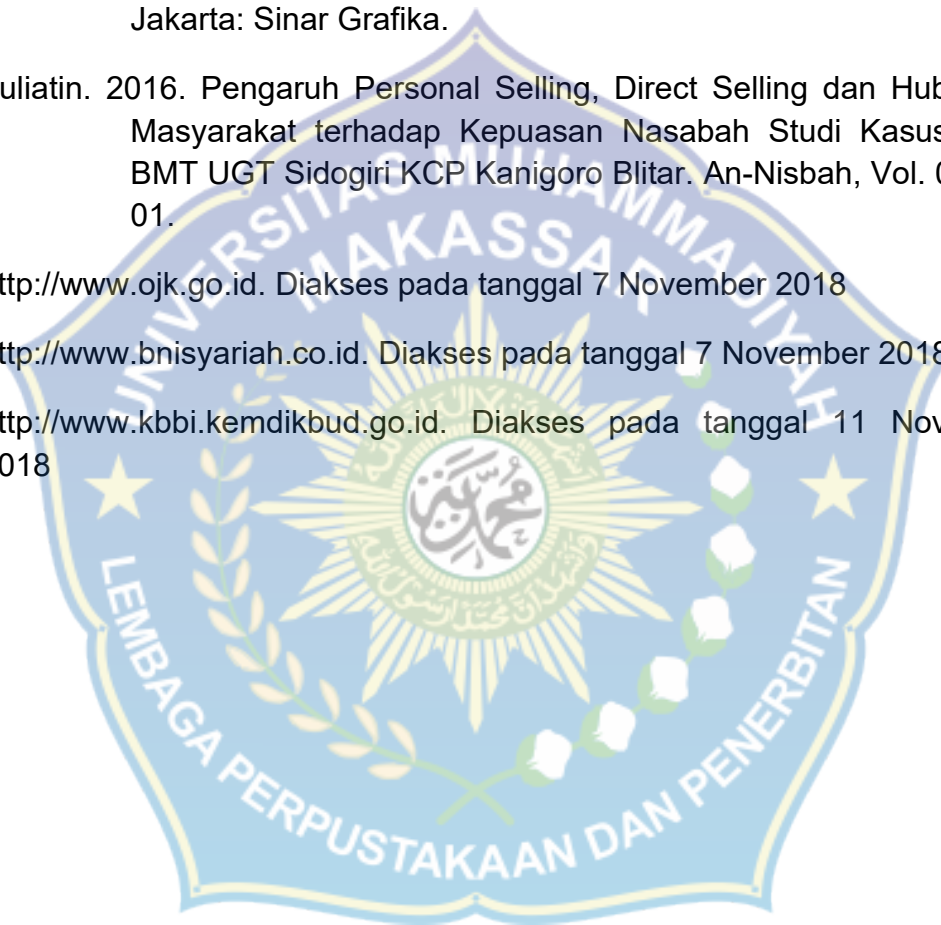 Jakarta: Sinar Grafika.
uliatin. 2016. Pengaruh Personal Selling, Direct Selling dan Hub
Masyarakat terhadap Kepuasan Nasabah Studi Kasus
BMT UGT Sidogiri KCP Kanigoro Blitar. An-Nisbah, Vol. 0
01.
ttp://www.ojk.go.id. Diakses pada tanggal 7 November 2018
ttp://www.bnisyariah.co.id. Diakses pada tanggal 7 November 2018
ttp://www.kbbi.kemdikbud.go.id. Diakses pada tanggal 11 Nov
018
UNIVERSITAS MUHAMMADIYAH
MAKASSAR
محمد
LEMBAGA PERPUSTAKAAN DAN PENERBITAN